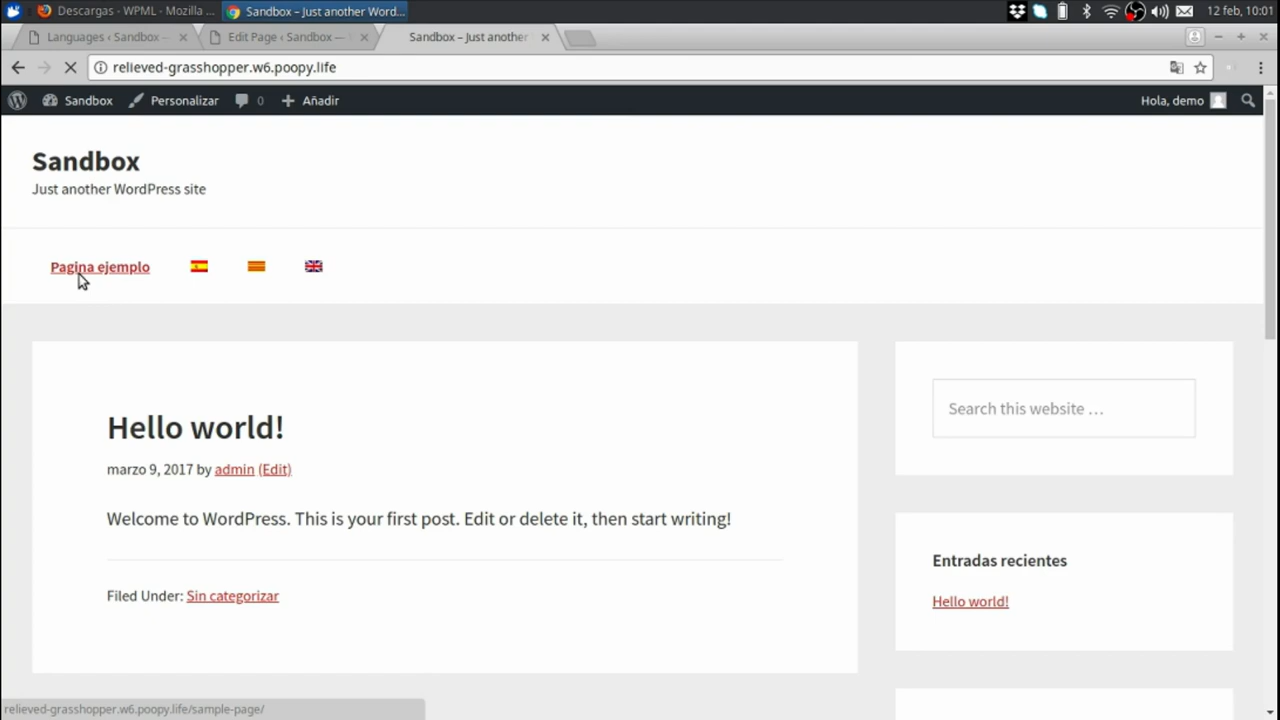 Descargas - WPML - Mozilla ...
Sandbox – Just another Word...
12 feb, 10:01
Languages ‹ Sandbox –
Edit Page ‹ Sandbox —
Sandbox – Just another
relieved-grasshopper.w6.poopy.life
Sandbox
Personalizar
0
Añadir
Hola, demo
Sandbox
Just another WordPress site
Pagina ejemplo
Hello world!
marzo 9, 2017 by admin (Edit)
Welcome to WordPress. This is your first post. Edit or delete it, then start writing!
Filed Under: Sin categorizar
Search this website …
Entradas recientes
Hello world!
relieved-grasshopper.w6.poopy.life/sample-page/